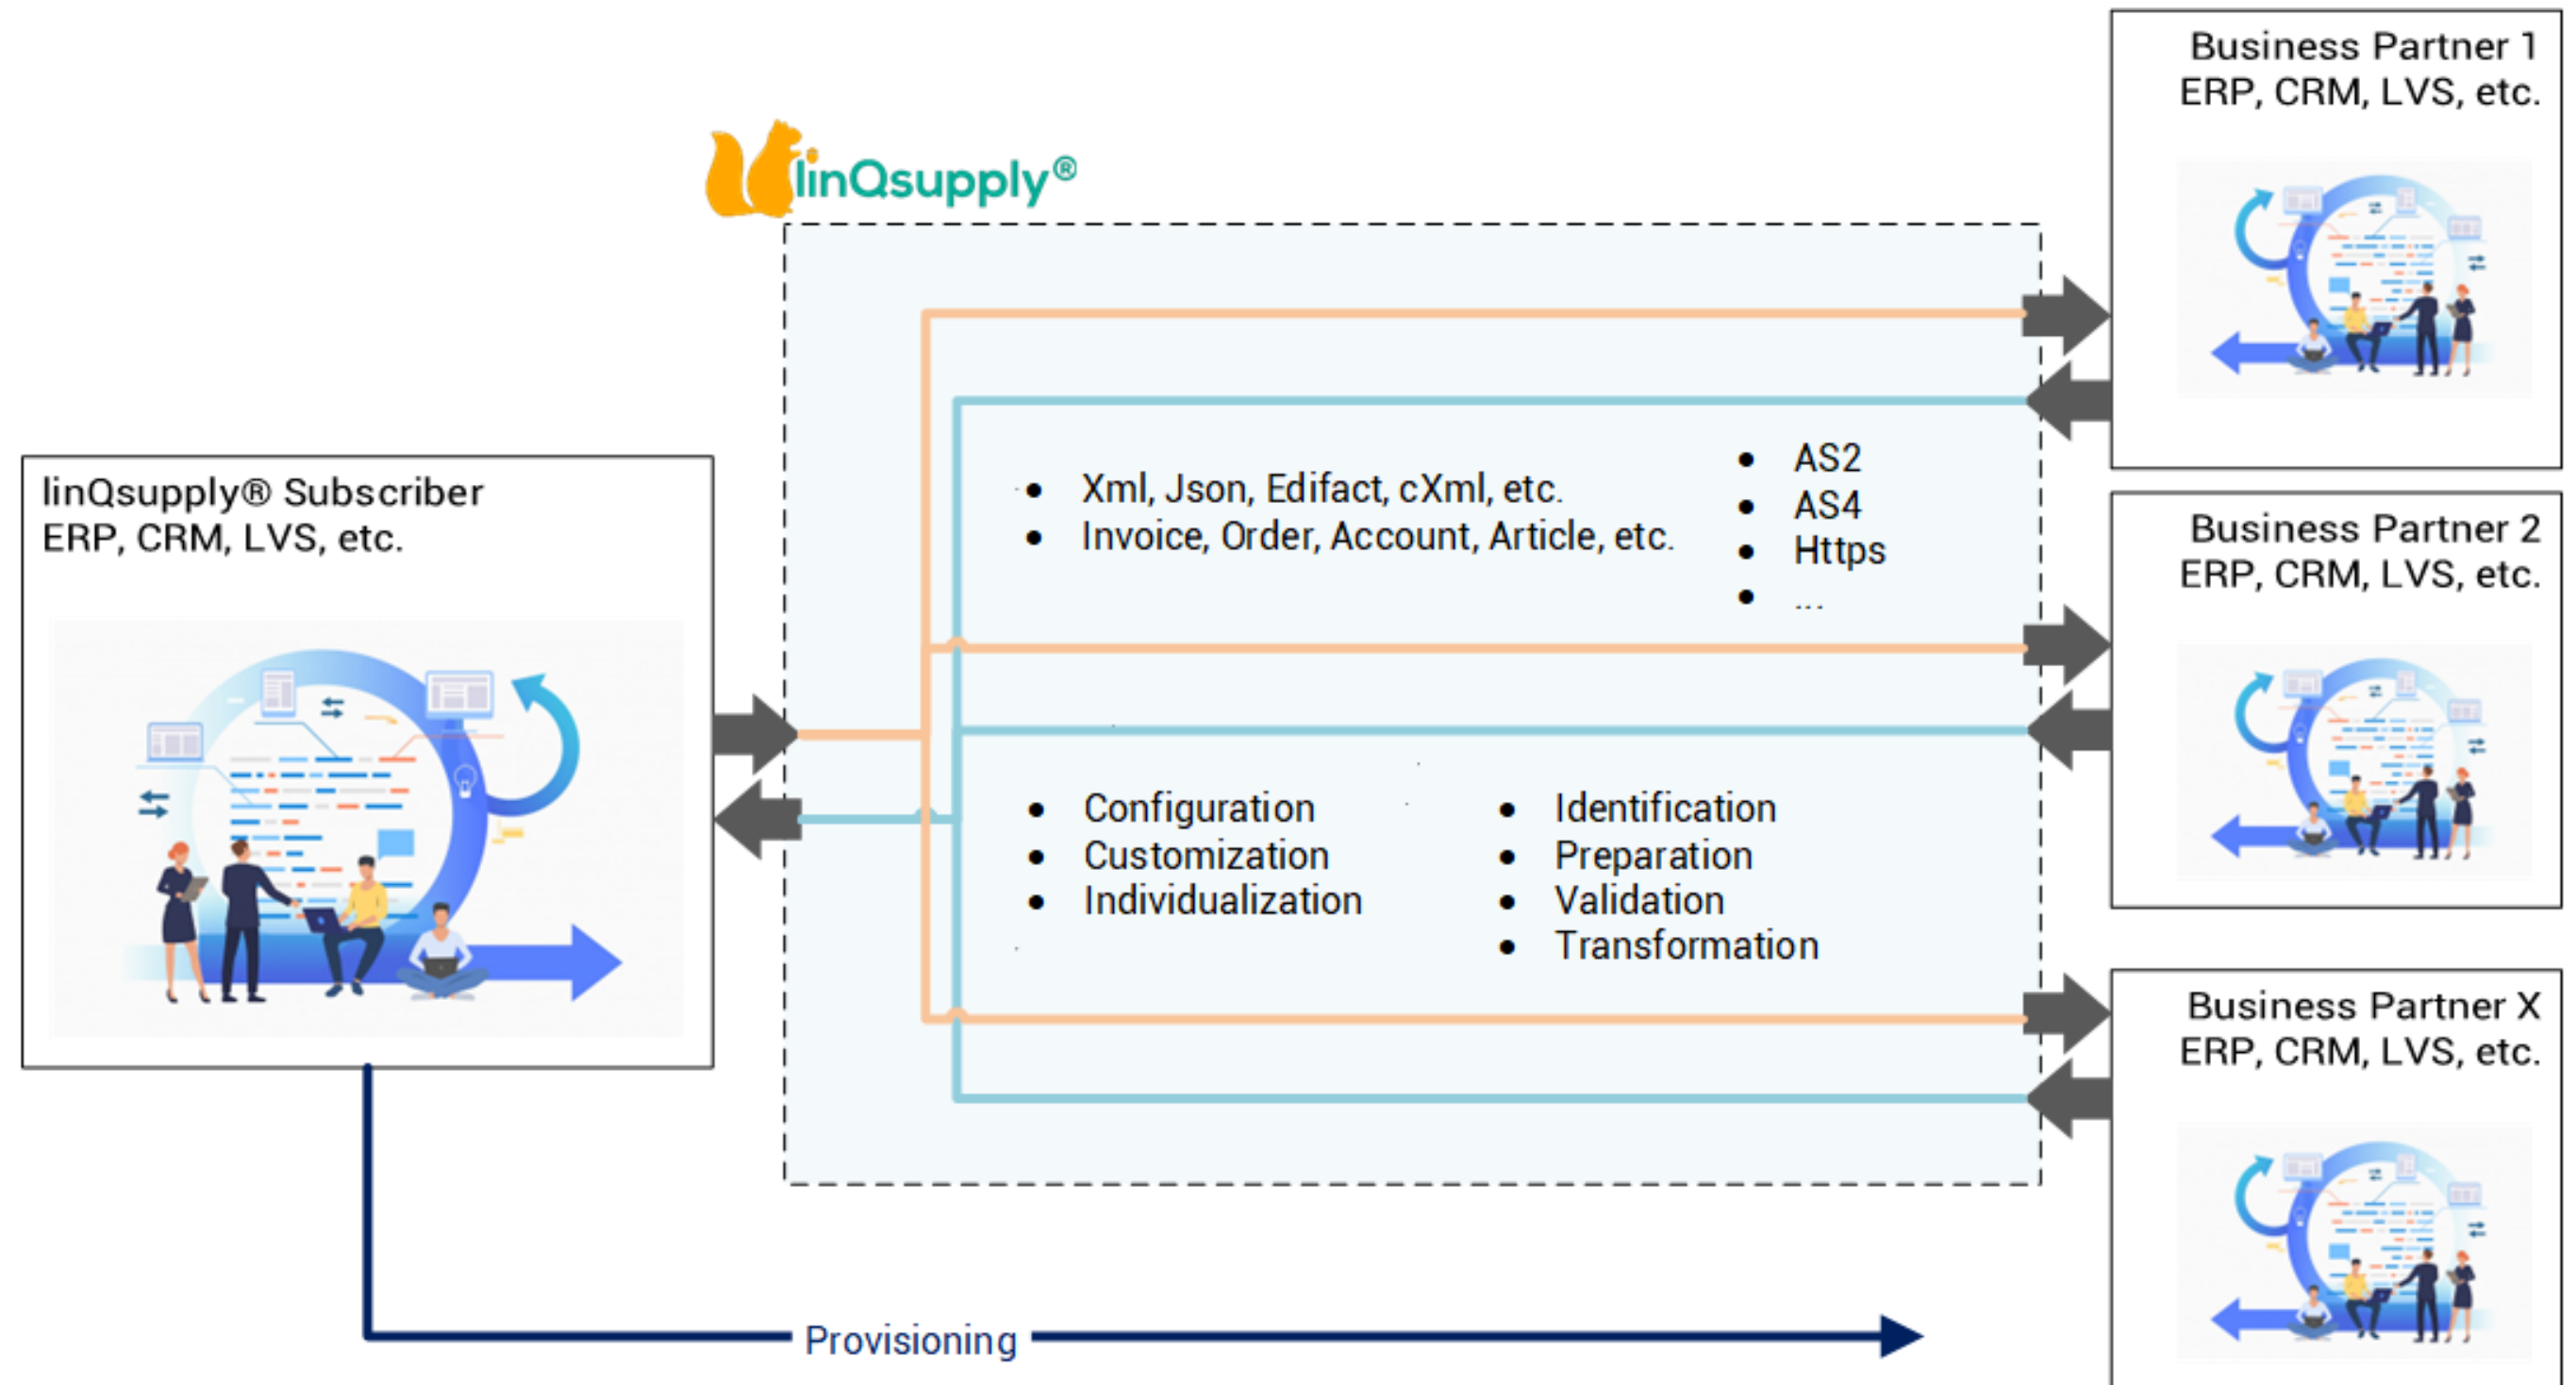 linQsupply®
linQsupply® Subscriber
ERP, CRM, LVS, etc.
Xml, Json, Edifact, cXml, etc.
Invoice, Order, Account, Article, etc.
AS2
AS4
Https
...
Configuration
Customization
Individualization
Identification
Preparation
Validation
Transformation
Business Partner 1
ERP, CRM, LVS, etc.
Business Partner 2
ERP, CRM, LVS, etc.
Business Partner X
ERP, CRM, LVS, etc.
Provisioning